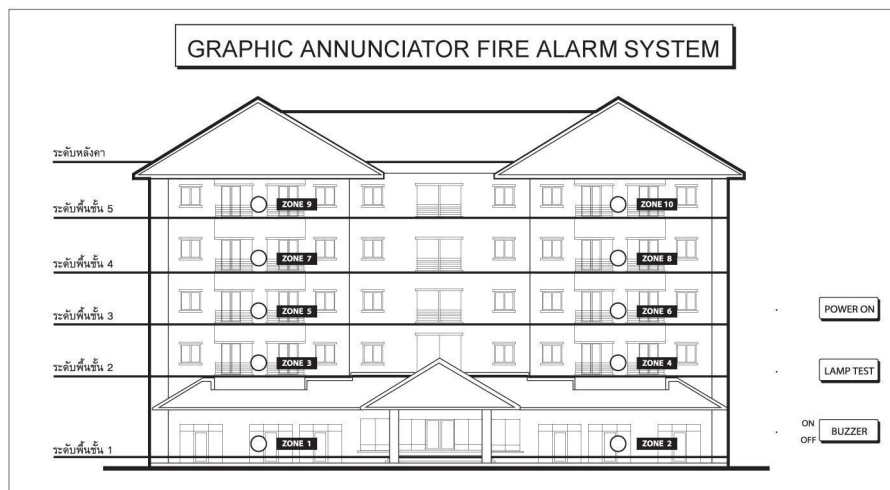 GRAPHIC ANNUNCIATOR FIRE ALARM SYSTEM
ระดับหลังคา
ระดับพื้นชั้น 5
ZONE 9
ZONE 10
ระดับพื้นชั้น 4
ZONE 7
ZONE 8
ระดับพื้นชั้น 3
ZONE 5
ZONE 6
POWER ON
ระดับพื้นชั้น 2
ZONE 3
ZONE 4
LAMP TEST
ระดับพื้นชั้น 1
ZONE 1
ZONE 2
ON
OFF
BUZZER